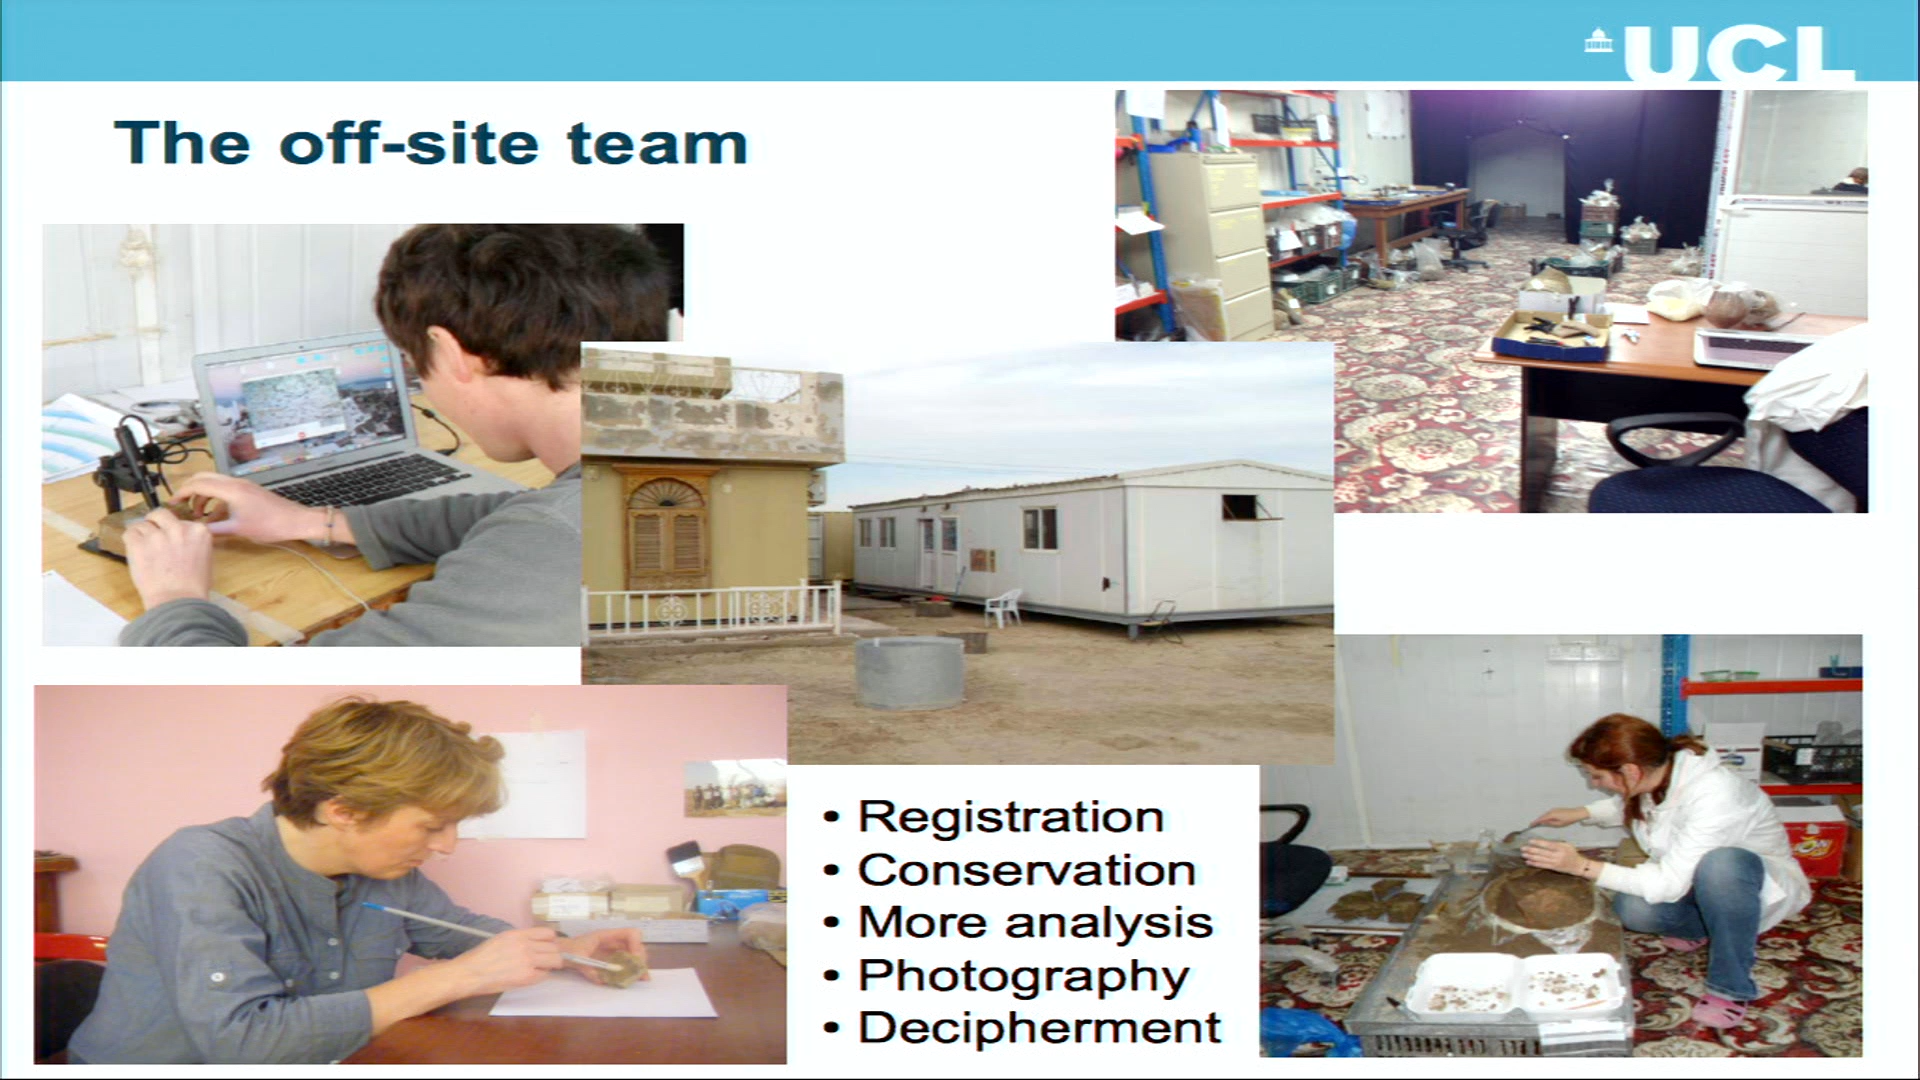 UCL
The off-site team
• Registration
• Conservation
• More analysis
• Photography
• Decipherment